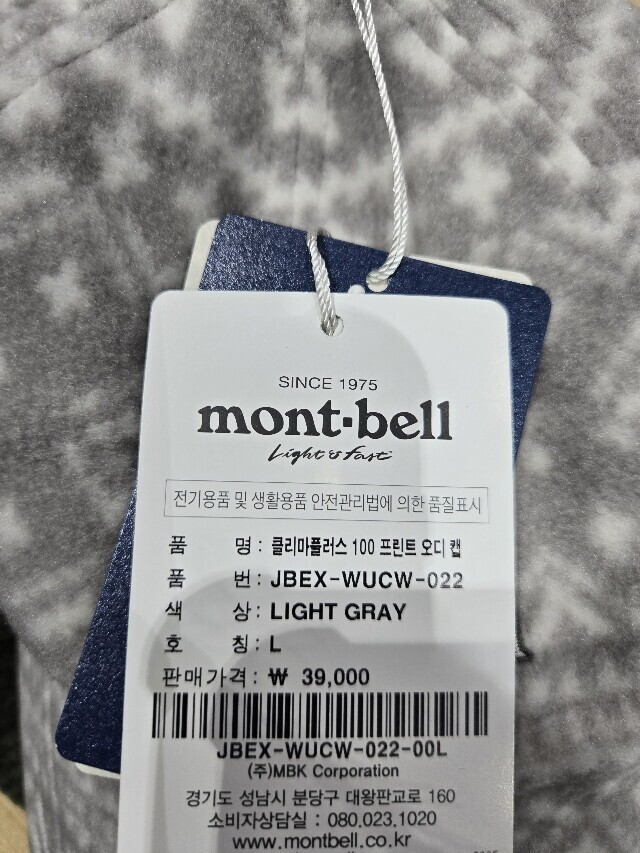 SINCE 1975
mont-bell
Light & Fast
전기용품 및 생활용품 안전관리법에 의한 품질표시
품 명 : 클리마플러스 100 프린트 오디 캡
품 번 : JBEX-WUCW-022
색 상 : LIGHT GRAY
호 칭 : L
판매가격 : ₩ 39,000
JBEX-WUCW-022-00L
(주)MBK Corporation
경기도 성남시 분당구 대왕판교로 160
소비자상담실 : 080.023.1020
www.montbell.co.kr